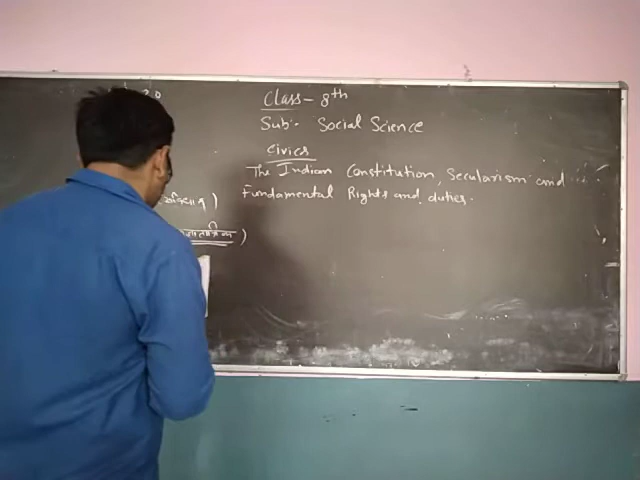 Class - 8th
Sub:- Social Science
Civics
The Indian Constitution, Secularism and
Fundamental Rights and duties.